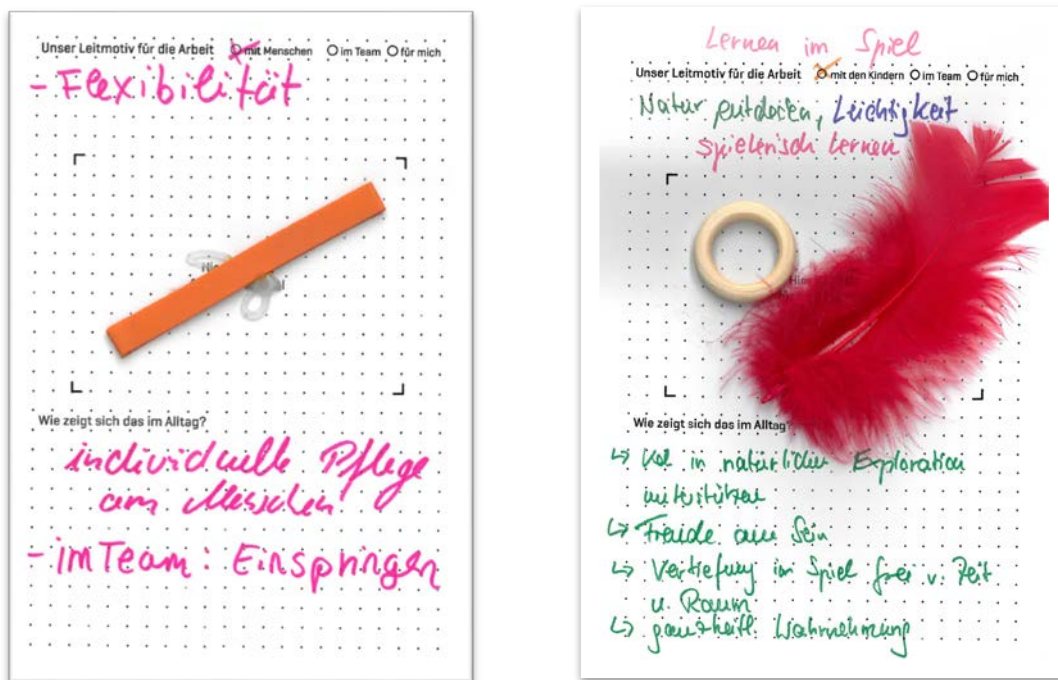 Unser Leitmotiv für die Arbeit mit Menschen im Team für mich
- Flexibilität
Wie zeigt sich das im Alltag?
individuelle Pflege
am Menschen
- im Team: Einspringen
Lernen im Spiel
Unser Leitmotiv für die Arbeit mit den Kindern im Team für mich
Natur entdecken, Leichtigkeit
spielerisch lernen
Wie zeigt sich das im Alltag
↳ in natürlicher Exploration
unterstützen
↳ Freude am Sein
↳ Vertiefung im Spiel frei v. Zeit
u. Raum
↳ ganzheitl. Wahrnehmung